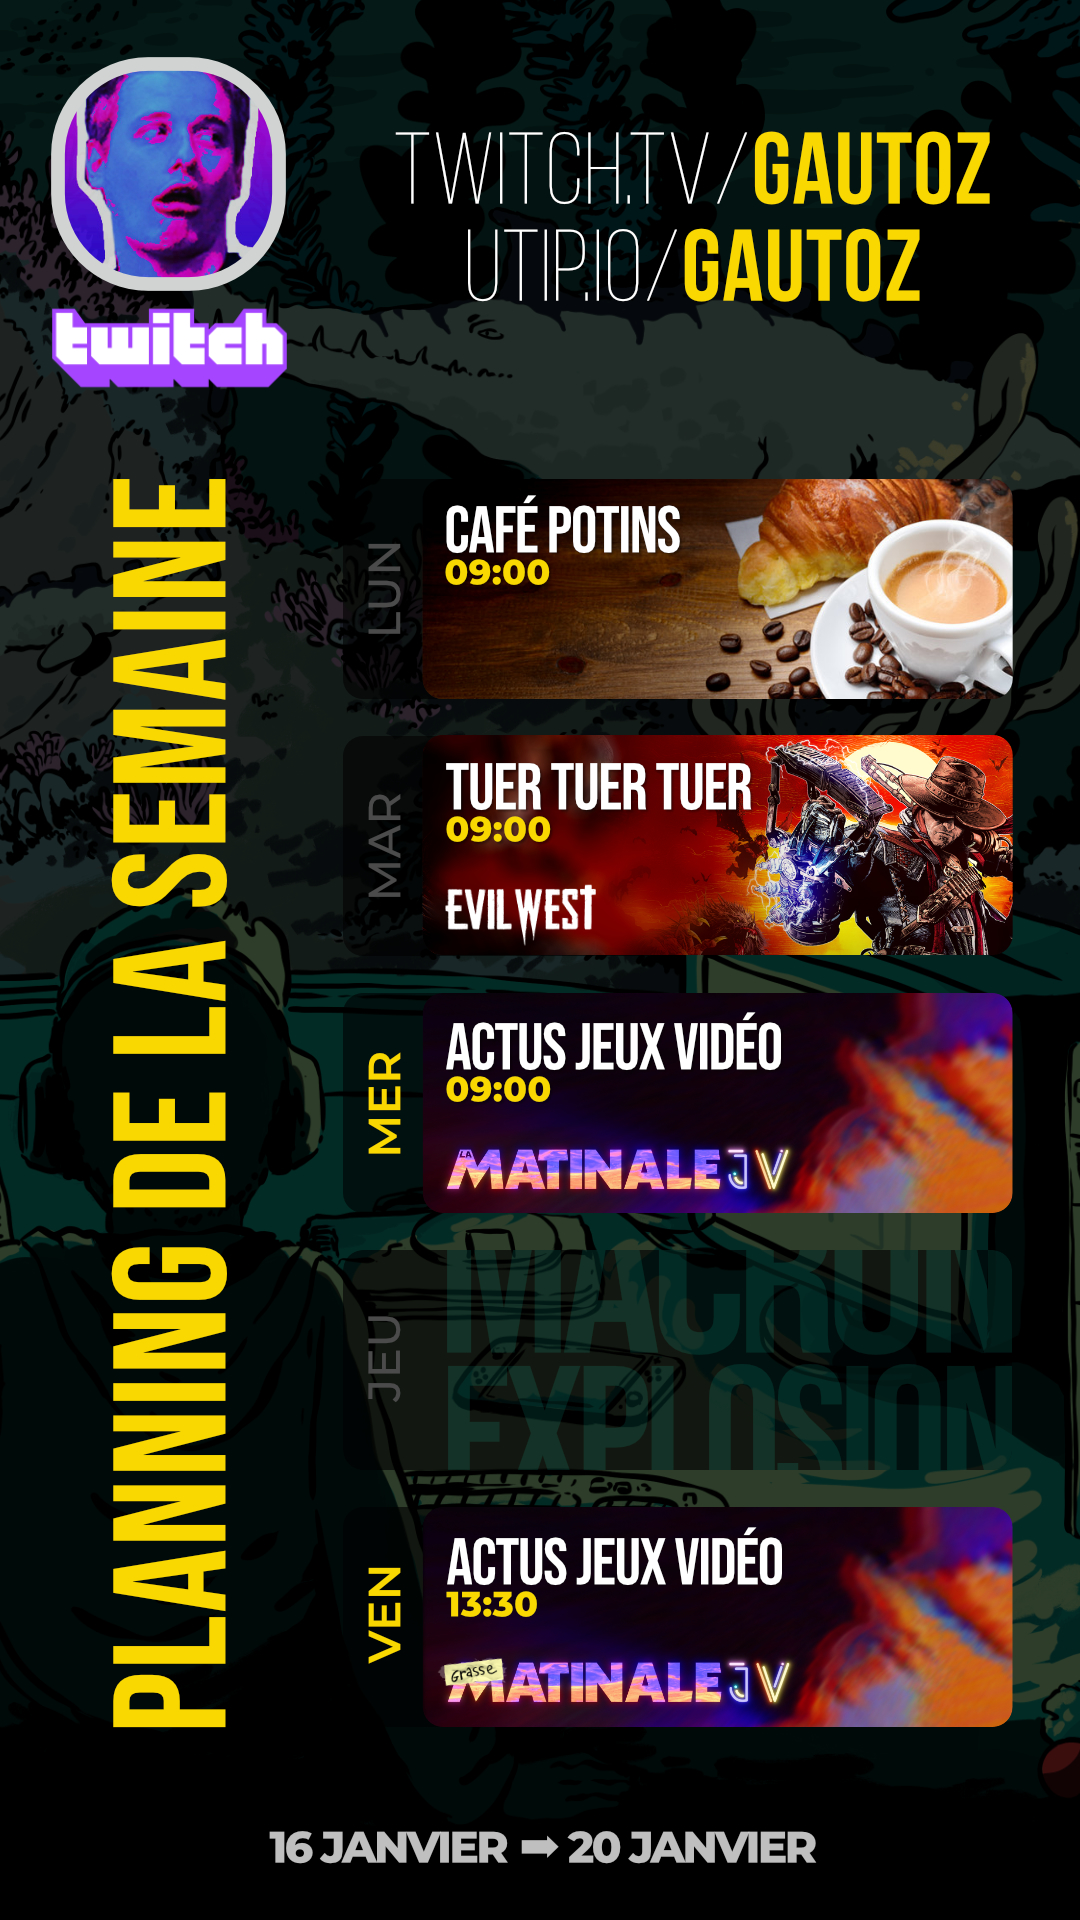 TWITCH.TV/GAUTOZ
UTIP.IO/GAUTOZ
twitch
PLANNING DE LA SEMAINE
LUN
CAFÉ POTINS
09:00
MAR
TUER TUER TUER
09:00
EVIL WEST
MER
ACTUS JEUX VIDÉO
09:00
LA MATINALE JV
JEU
MACRON
EXPLOSION
VEN
ACTUS JEUX VIDÉO
13:30
Grasse MATINALE JV
16 JANVIER ➡ 20 JANVIER